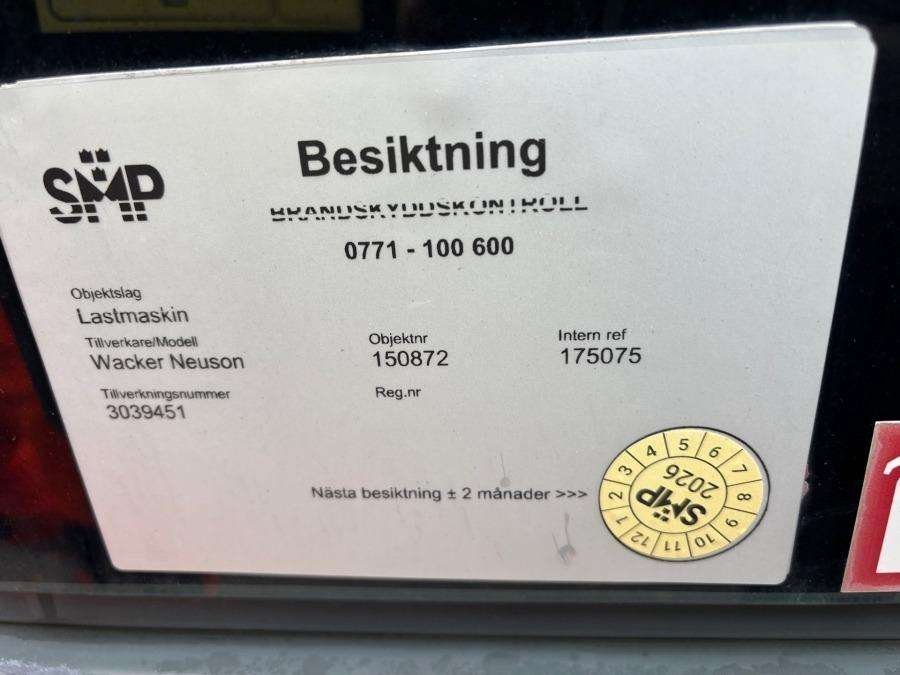 SMP
Besiktning
BRANDSKYDDSKONTROLL
0771 - 100 600
Objektslag
Lastmaskin
Tillverkare/Modell
Wacker Neuson
Objektnr
150872
Intern ref
175075
Tillverkningsnummer
3039451
Reg.nr
Nästa besiktning ± 2 månader >>>
1 2 3 4 5 6 7 8 9 10 11 12
2026
SMP